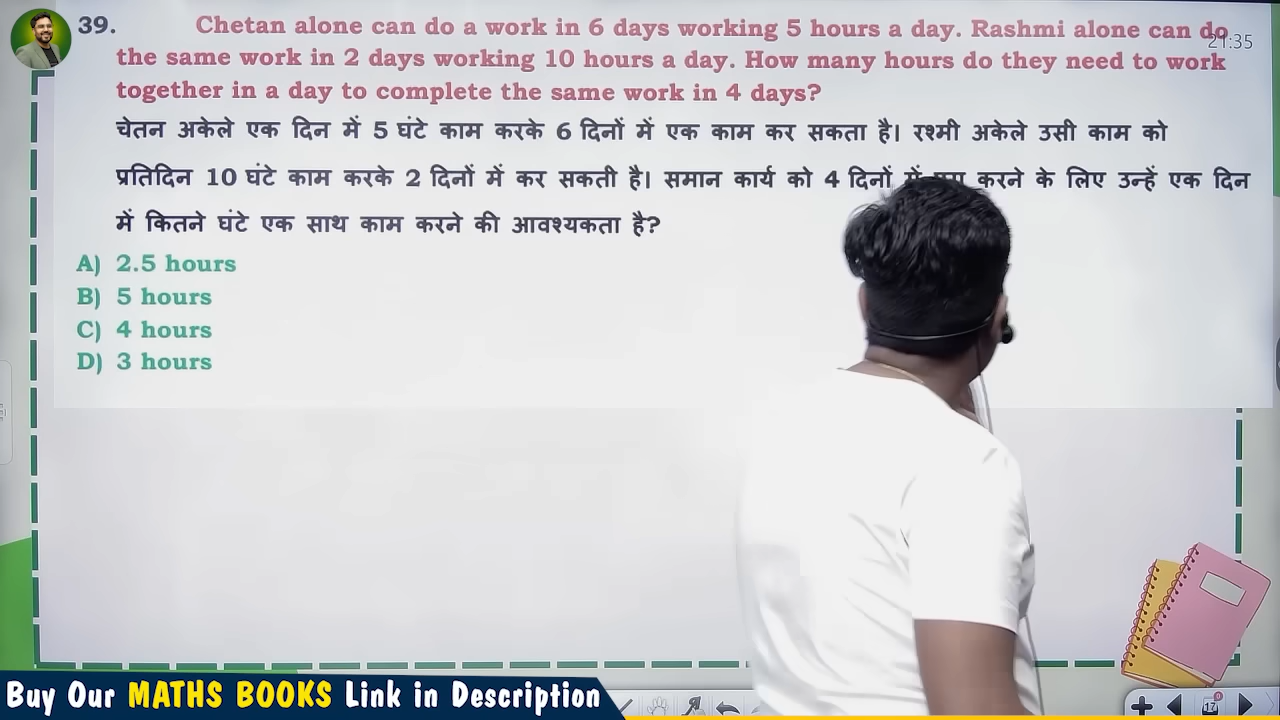 39. Chetan alone can do a work in 6 days working 5 hours a day. Rashmi alone can do
21:35
the same work in 2 days working 10 hours a day. How many hours do they need to work
together in a day to complete the same work in 4 days?
चेतन अकेले एक दिन में 5 घंटे काम करके 6 दिनों में एक काम कर सकता है। रश्मी अकेले उसी काम को
प्रतिदिन 10 घंटे काम करके 2 दिनों में कर सकती है। समान कार्य को 4 दिनों में करने के लिए उन्हें एक दिन
में कितने घंटे एक साथ काम करने की आवश्यकता है?
A) 2.5 hours
B) 5 hours
C) 4 hours
D) 3 hours
Buy Our MATHS BOOKS Link in Description
17